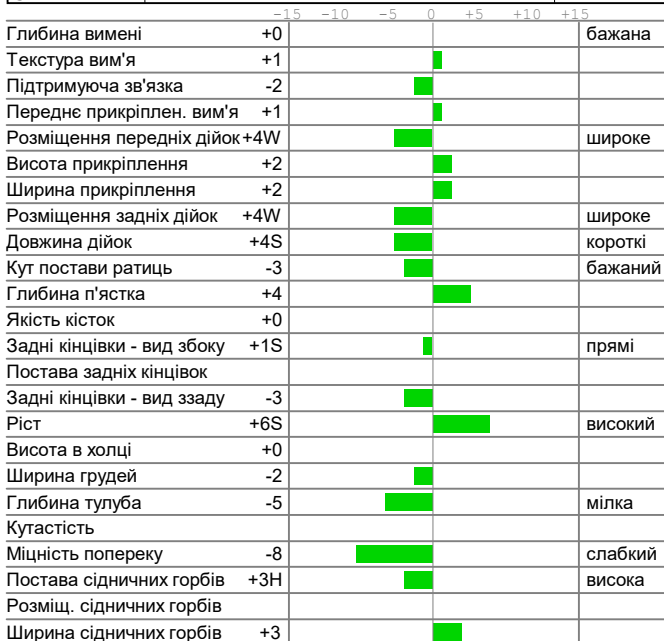 -15 -10 -5 0 +5 +10 +15
Глибина вимені +0 бажана
Текстура вим'я +1
Підтримуюча зв'язка -2
Переднє прикріплен. вим'я +1
Розміщення передніх дійок +4W широке
Висота прикріплення +2
Ширина прикріплення +2
Розміщення задніх дійок +4W широке
Довжина дійок +4S короткі
Кут постави ратиць -3 бажаний
Глибина п'ястка +4
Якість кісток +0
Задні кінцівки - вид збоку +1S прямі
Постава задніх кінцівок
Задні кінцівки - вид ззаду -3
Ріст +6S високий
Висота в холці +0
Ширина грудей -2
Глибина тулуба -5 мілка
Кутастість
Міцність попереку -8 слабкий
Постава сідничних горбів +3H висока
Розміщ. сідничних горбів
Ширина сідничних горбів +3